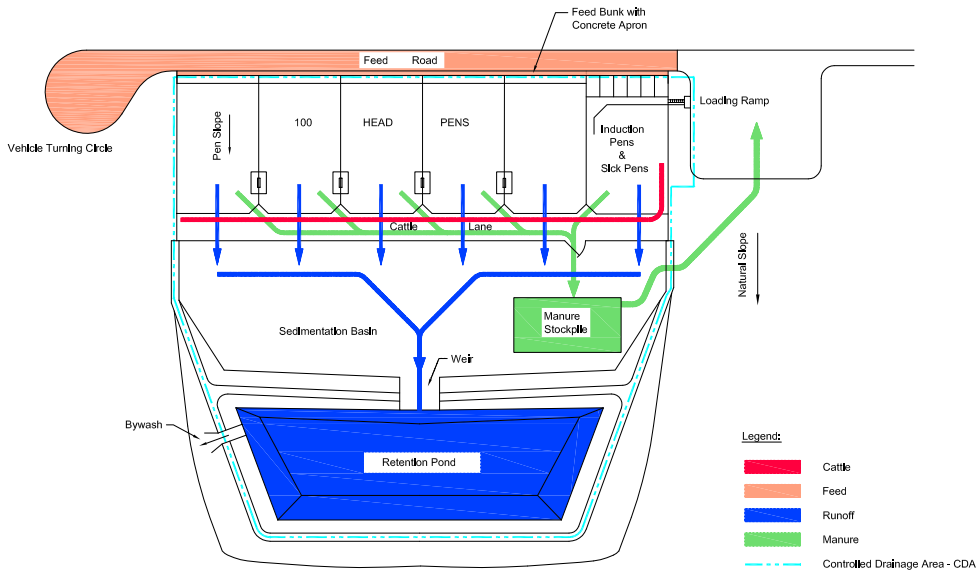 Feed Bunk with
Concrete Apron
Feed Road
Loading Ramp
Vehicle Turning Circle
Pen Slope
100 HEAD PENS
Induction
Pens
&
Sick Pens
Cattle Lane
Natural Slope
Manure
Stockpile
Sedimentation Basin
Weir
Bywash
Retention Pond
Legend:
Cattle
Feed
Runoff
Manure
Controlled Drainage Area - CDA